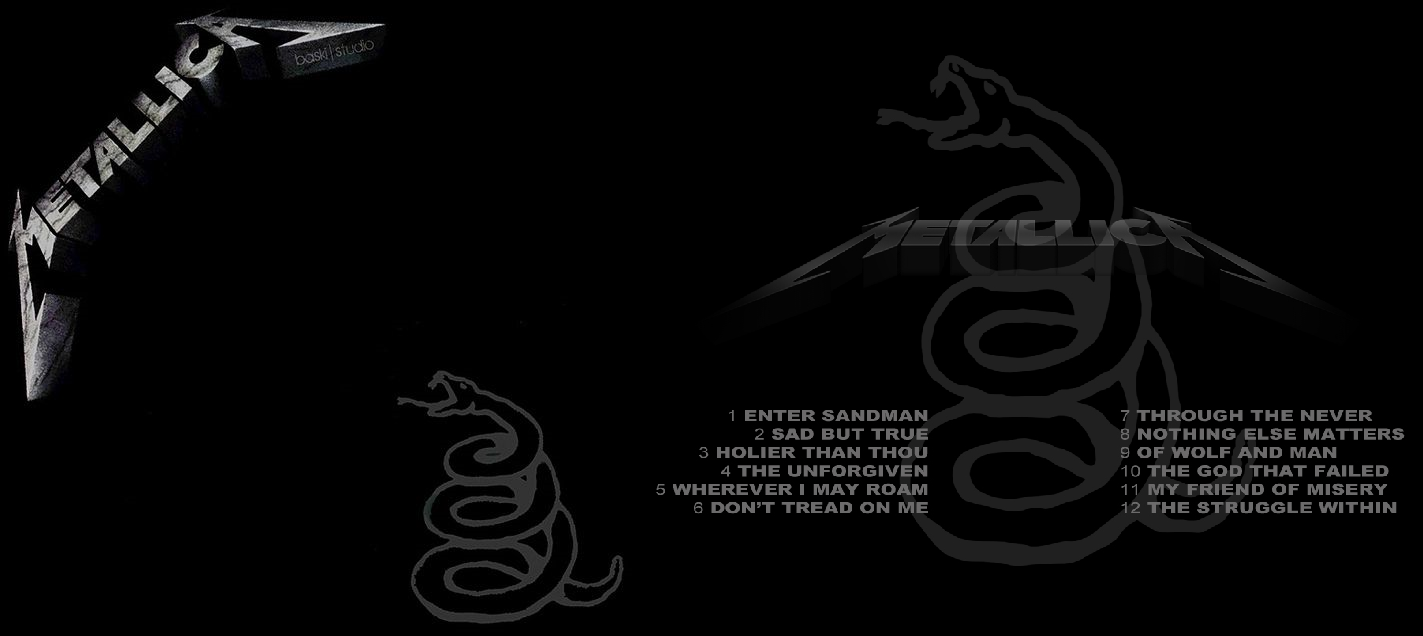 METALLICA
baski|studio
METALLICA
1 ENTER SANDMAN
2 SAD BUT TRUE
3 HOLIER THAN THOU
4 THE UNFORGIVEN
5 WHEREVER I MAY ROAM
6 DON'T TREAD ON ME
7 THROUGH THE NEVER
8 NOTHING ELSE MATTERS
9 OF WOLF AND MAN
10 THE GOD THAT FAILED
11 MY FRIEND OF MISERY
12 THE STRUGGLE WITHIN